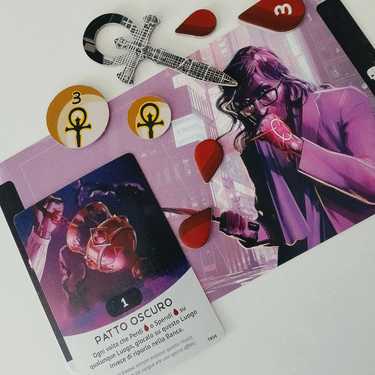 3
3
1
PATTO OSCURO
Ogni volta che Perdi o Spendi su
qualunque Luogo, giocalo su questo Luogo
invece di riporlo nella Banca.